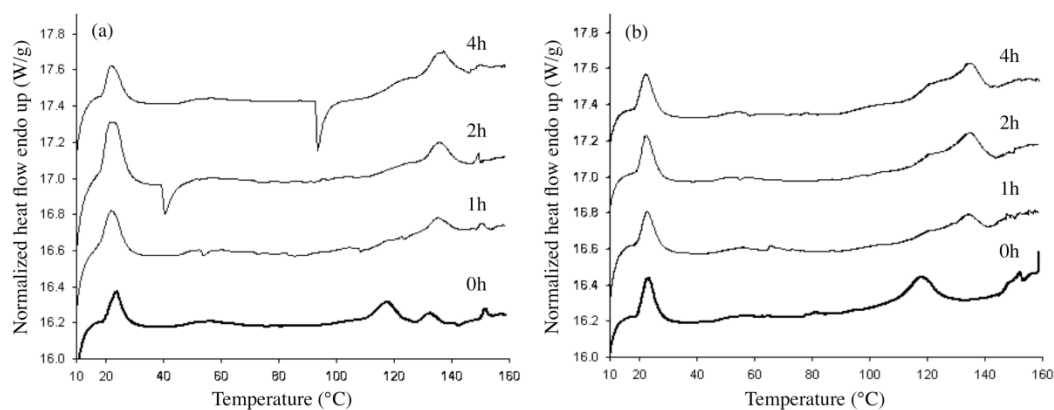 (a)
Normalized heat flow endo up (W/g)
17.8
17.6
17.4
17.2
17.0
16.8
16.6
16.4
16.2
16.0
4h
2h
1h
0h
10 20 40 60 80 100 120 140 160
Temperature (°C)
(b)
Normalized heat flow endo up (W/g)
17.8
17.6
17.4
17.2
17.0
16.8
16.6
16.4
16.2
16.0
4h
2h
1h
0h
10 20 40 60 80 100 120 140 160
Temperature (°C)